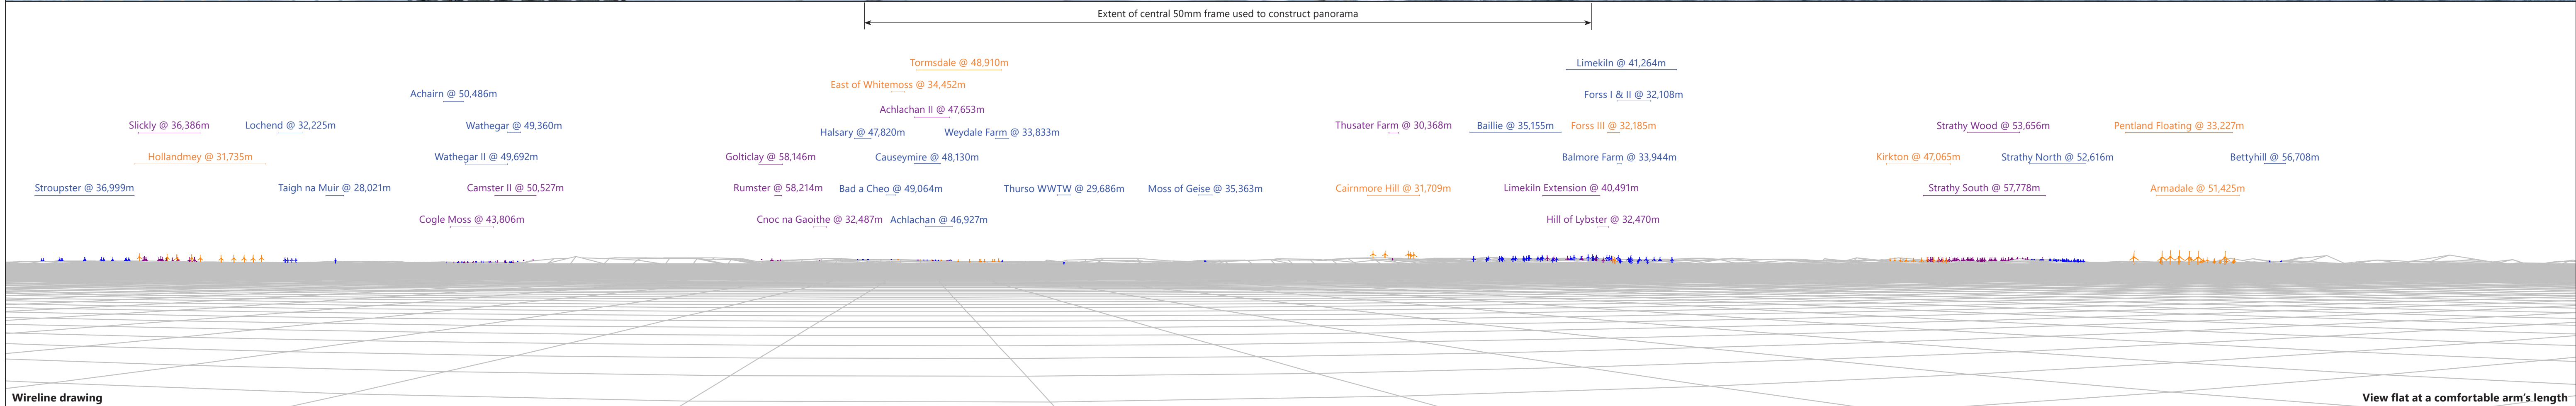 Extent of central 50mm frame used to construct panorama
Tormsdale @ 48,910m
Limekiln @ 41,264m
East of Whitemoss @ 34,452m
Achairn @ 50,486m
Forss I & II @ 32,108m
Achlachan II @ 47,653m
Slickly @ 36,386m
Lochend @ 32,225m
Wathegar @ 49,360m
Halsary @ 47,820m
Weydale Farm @ 33,833m
Thusater Farm @ 30,368m
Baillie @ 35,155m
Forss III @ 32,185m
Strathy Wood @ 53,656m
Pentland Floating @ 33,227m
Hollandmey @ 31,735m
Wathegar II @ 49,692m
Golticlay @ 58,146m
Causeymire @ 48,130m
Balmore Farm @ 33,944m
Kirkton @ 47,065m
Strathy North @ 52,616m
Bettyhill @ 56,708m
Stroupster @ 36,999m
Taigh na Muir @ 28,021m
Camster II @ 50,527m
Rumster @ 58,214m
Bad a Cheo @ 49,064m
Thurso WWTW @ 29,686m
Moss of Geise @ 35,363m
Cairnmore Hill @ 31,709m
Limekiln Extension @ 40,491m
Strathy South @ 57,778m
Armadale @ 51,425m
Cogle Moss @ 43,806m
Cnoc na Gaoithe @ 32,487m
Achlachan @ 46,927m
Hill of Lybster @ 32,470m
Wireline drawing
View flat at a comfortable arm's length